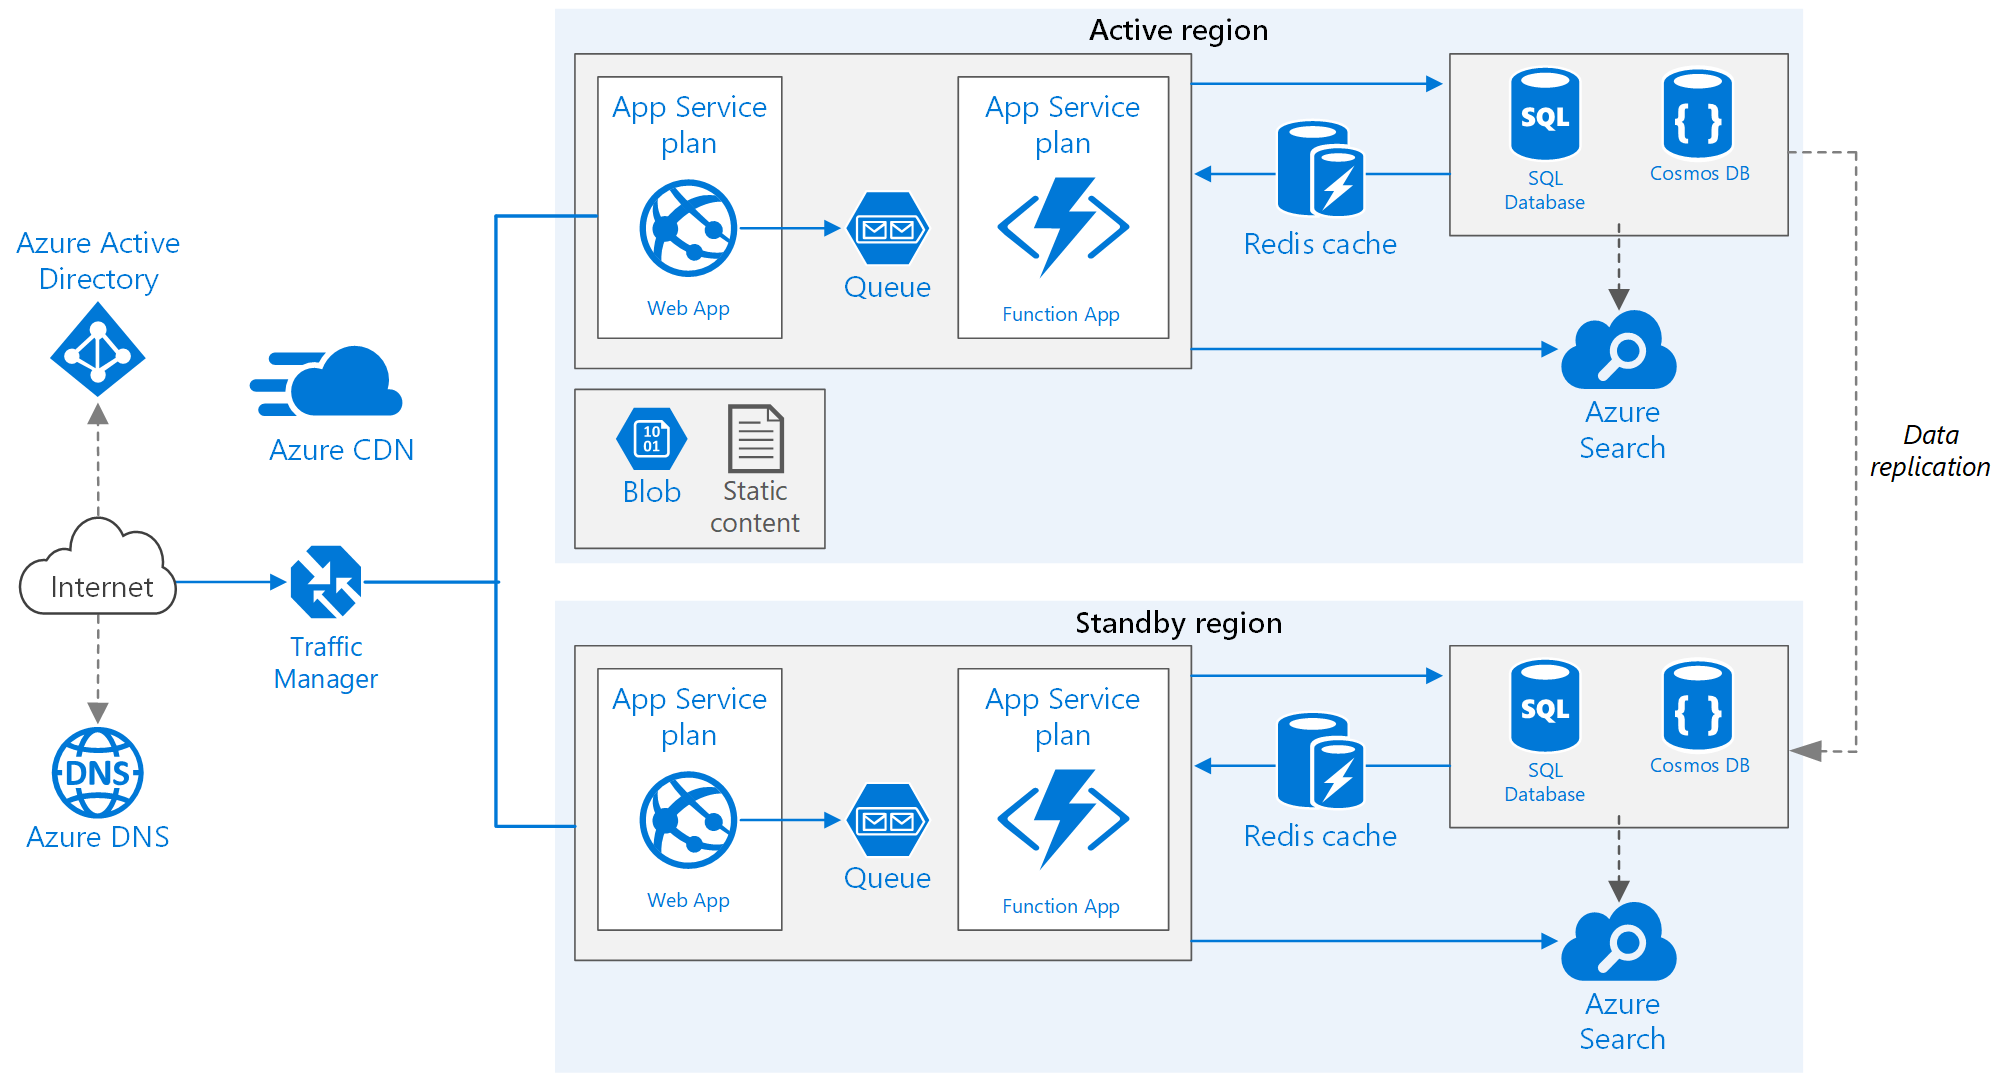 Active region
App Service
plan
Web App
Queue
App Service
plan
Function App
Redis cache
SQL
SQL
Database
{ }
Cosmos DB
Azure
Search
10
01
Blob
Static
content
Data
replication
Azure Active
Directory
Azure CDN
Internet
Traffic
Manager
DNS
Azure DNS
Standby region
App Service
plan
Web App
Queue
App Service
plan
Function App
Redis cache
SQL
SQL
Database
{ }
Cosmos DB
Azure
Search